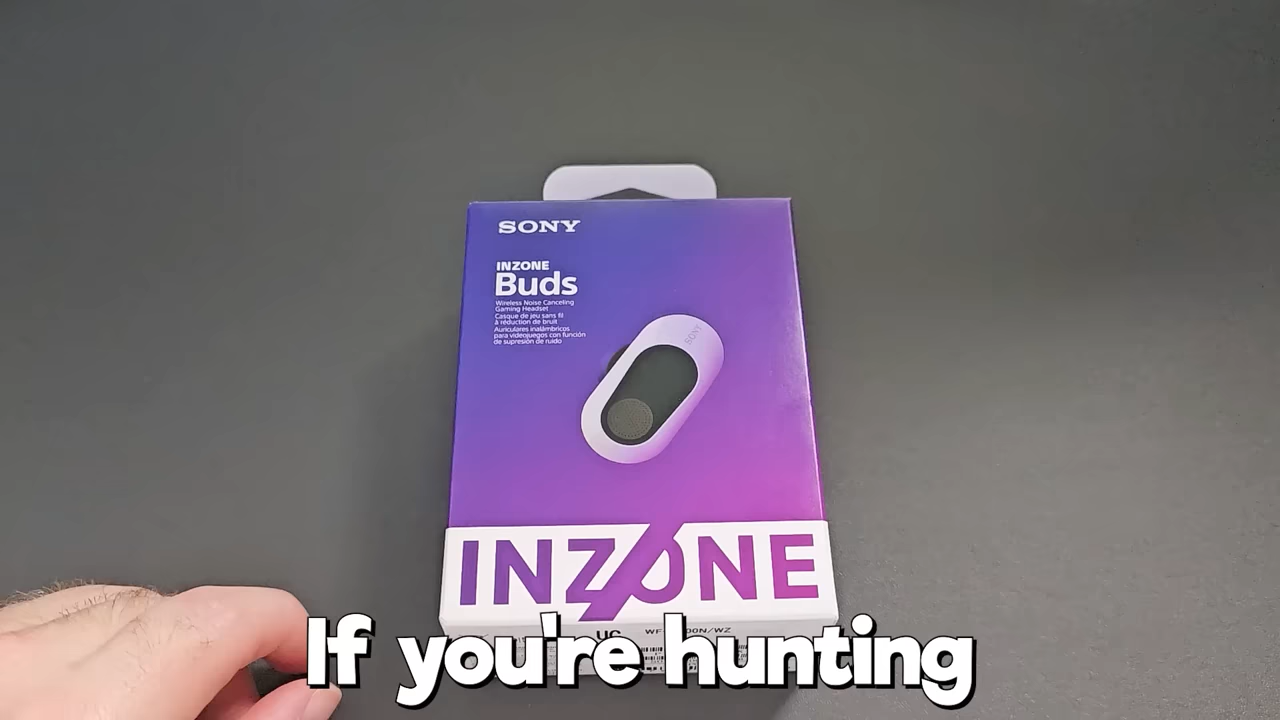 SONY
INZONE
Buds
Wireless Noise Canceling
Gaming Headset
Casque de jeu sans fil
à réduction de bruit
Auriculares inalámbricos
para videojuegos con función
de supresión de ruido
SONY
INZONE
If you're hunting